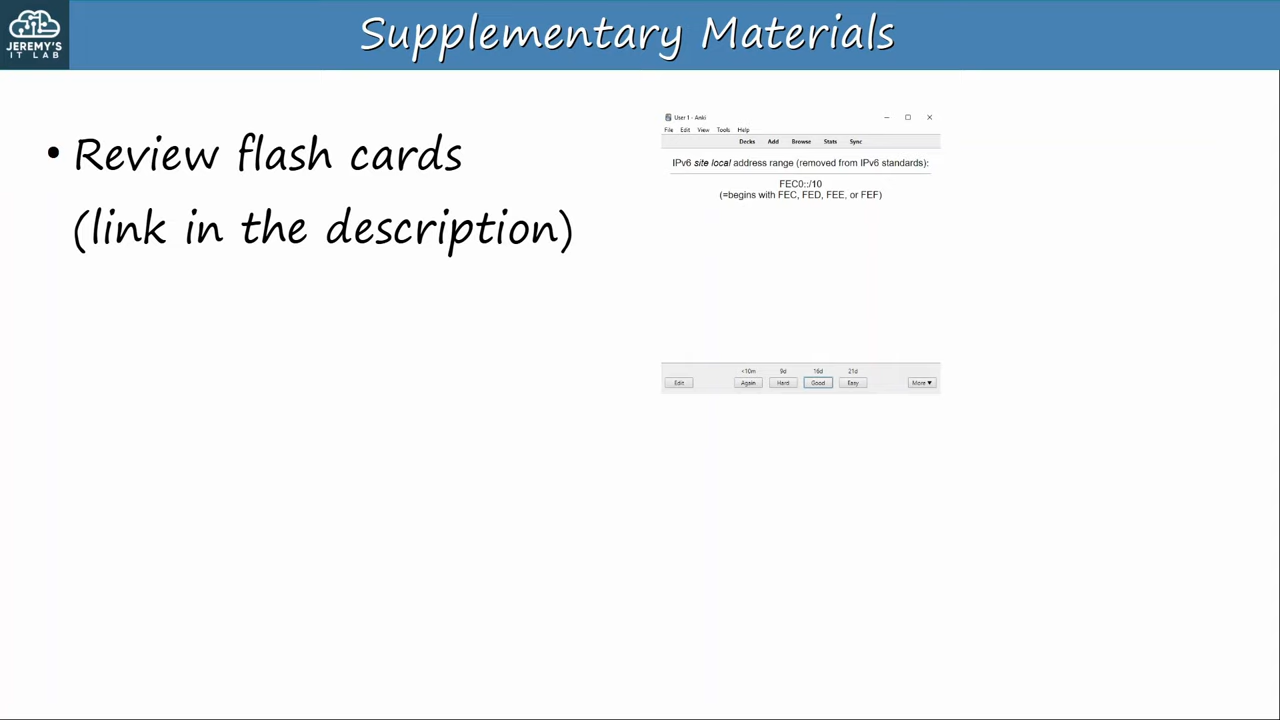 JEREMY'S
IT LAB
Supplementary Materials
• Review flash cards
(link in the description)
User 1 - Anki
File Edit View Tools Help
Decks Add Browse Stats Sync
IPv6 site local address range (removed from IPv6 standards):
FEC0::/10
(=begins with FEC, FED, FEE, or FEF)
<10m 9d 16d 21d
Edit Again Hard Good Easy More ▼